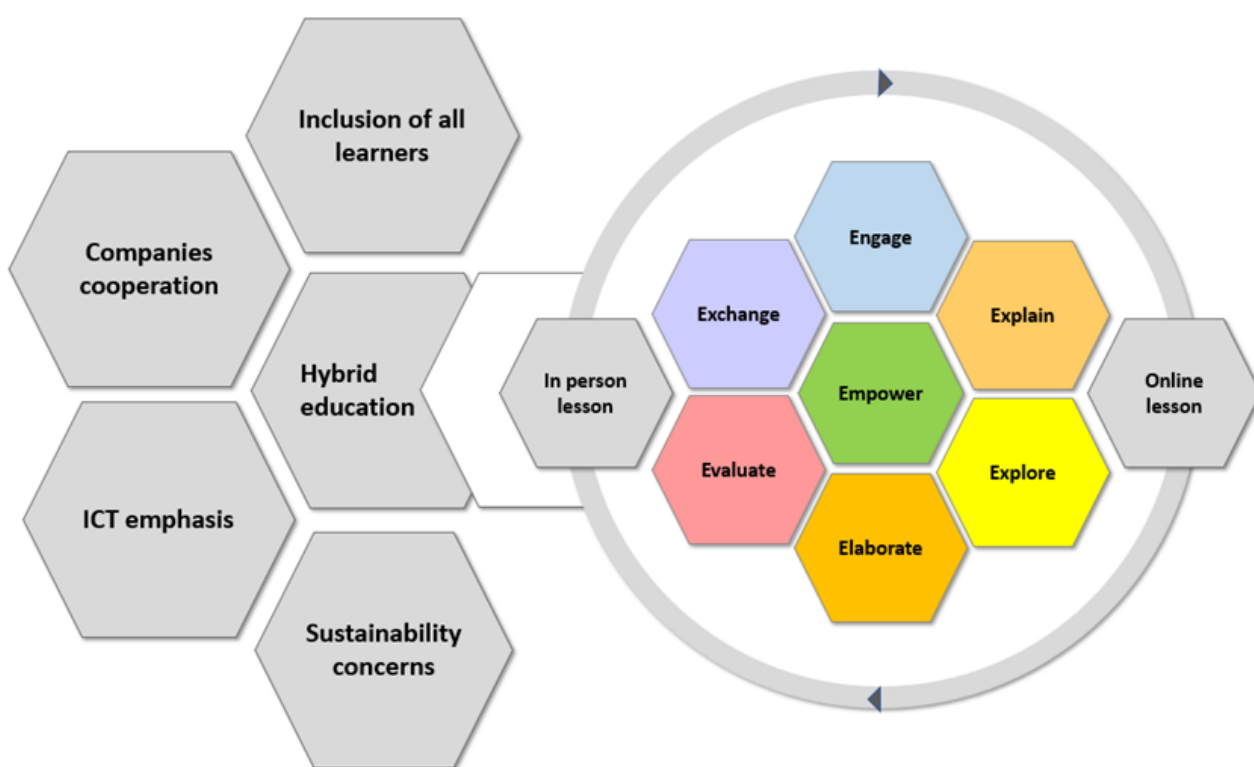 Inclusion of all
learners
Companies
cooperation
Hybrid
education
ICT emphasis
Sustainability
concerns
In person
lesson
Engage
Exchange
Explain
Empower
Evaluate
Explore
Elaborate
Online
lesson